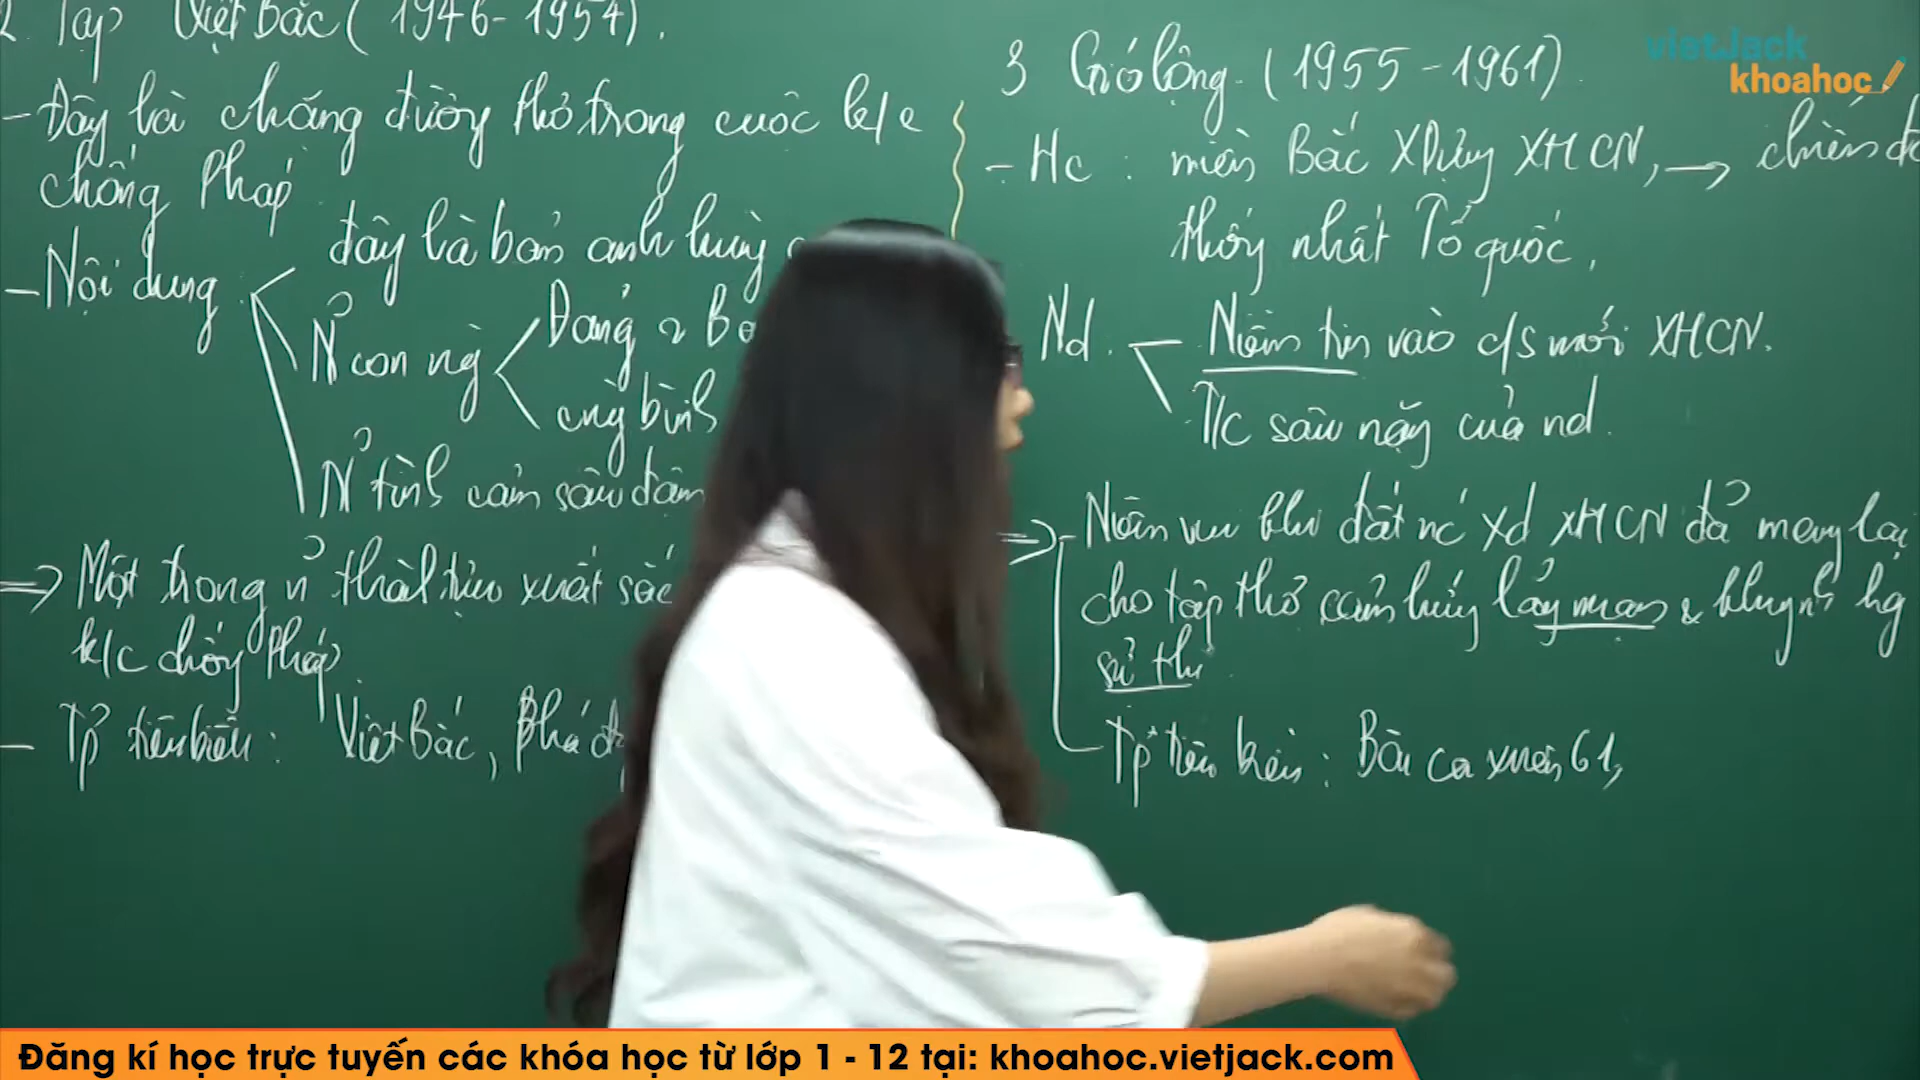 2. Tập Việt Bắc (1946-1954).
- Đây là chặng đường thơ trong cuộc k/c
chống Pháp
- Nội dung
đây là bản anh hùng
N̉ con ng̀
Đảng & Bác
cng̀ bình
N̉ tình cảm sâu đậm
=> Một trong n̉ thành tựu xuất sắc
k/c chống Pháp
- Tp tiêu biểu: Việt Bắc, Phá đ
3 Gió lộng (1955-1961)
- Hc: miền Bắc XDựng XHCN, → chiến đ
thống nhất Tổ quốc,
Nd.
Niềm tin vào c/s mới XHCN.
T/c sâu nặng của nd.
=> - Niềm vui khi đất nc xd XHCN đã mang lại
cho tập thơ cảm hứng lãng mạn & khuynh hg
sử thi
Tp tiêu biểu: Bài ca xuân 61,
vietJack
khoahoc
Đăng kí học trực tuyến các khóa học từ lớp 1 - 12 tại: khoahoc.vietjack.com